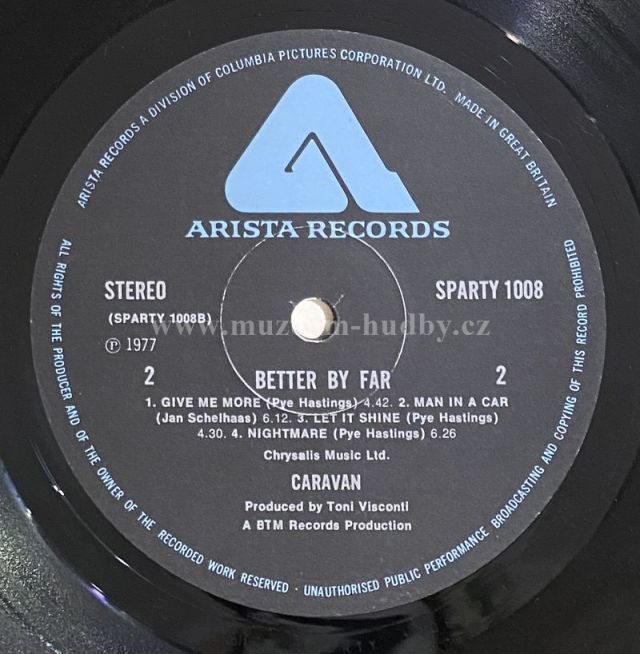 ARISTA RECORDS A DIVISION OF COLUMBIA PICTURES CORPORATION LTD. MADE IN GREAT BRITAIN
ARISTA RECORDS
STEREO
SPARTY 1008
(SPARTY 1008B)
www.muzeum-hudby.cz
℗ 1977
2
BETTER BY FAR
2
1. GIVE ME MORE (Pye Hastings) 4.42. 2. MAN IN A CAR
(Jan Schelhaas) 6.12. 3. LET IT SHINE (Pye Hastings)
4.30. 4. NIGHTMARE (Pye Hastings) 6.26
Chrysalis Music Ltd.
CARAVAN
Produced by Toni Visconti
A BTM Records Production
ALL RIGHTS OF THE PRODUCER AND OF THE OWNER OF THE RECORDED WORK RESERVED · UNAUTHORISED PUBLIC PERFORMANCE BROADCASTING AND COPYING OF THIS RECORD PROHIBITED